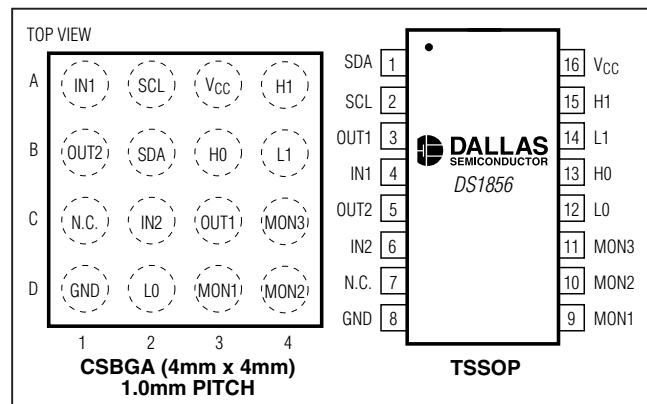 TOP VIEW
A IN1 SCL VCC H1
B OUT2 SDA H0 L1
C N.C. IN2 OUT1 MON3
D GND L0 MON1 MON2
1 2 3 4
CSBGA (4mm x 4mm)
1.0mm PITCH
SDA 1 16 VCC
SCL 2 15 H1
OUT1 3 14 L1
IN1 4 13 H0
OUT2 5 12 L0
IN2 6 11 MON3
N.C. 7 10 MON2
GND 8 9 MON1
DALLAS
SEMICONDUCTOR
DS1856
TSSOP